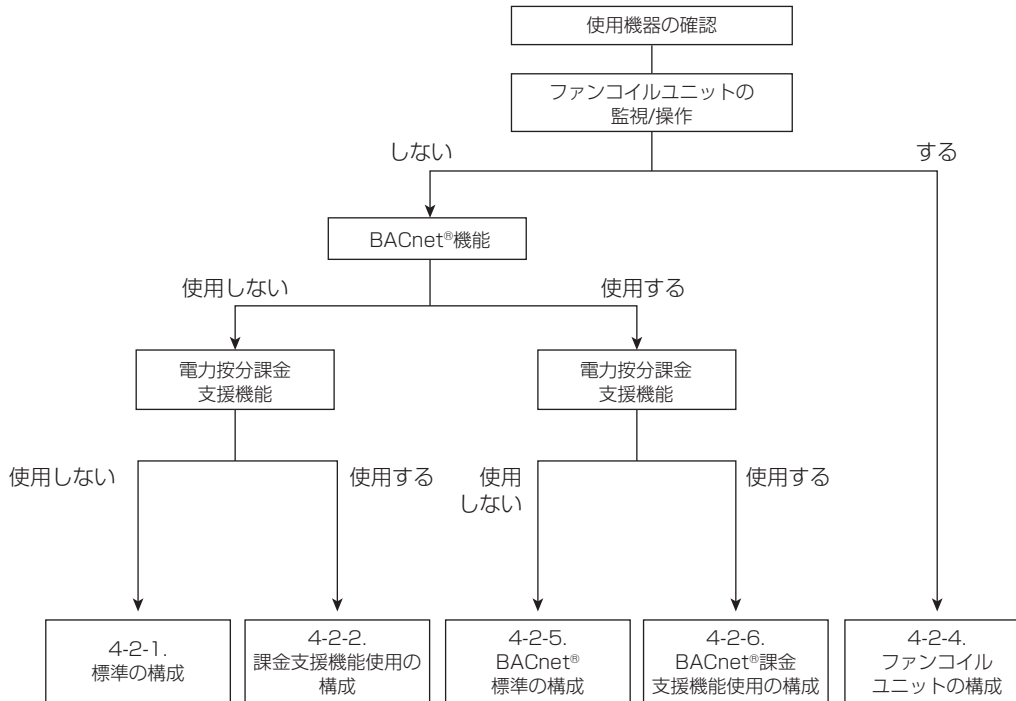 使用機器の確認
ファンコイルユニットの
監視/操作
しない
する
BACnet®機能
使用しない
使用する
電力按分課金
支援機能
電力按分課金
支援機能
使用しない
使用する
使用
しない
使用する
4-2-1.
標準の構成
4-2-2.
課金支援機能使用の
構成
4-2-5.
BACnet®
標準の構成
4-2-6.
BACnet®課金
支援機能使用の構成
4-2-4.
ファンコイル
ユニットの構成